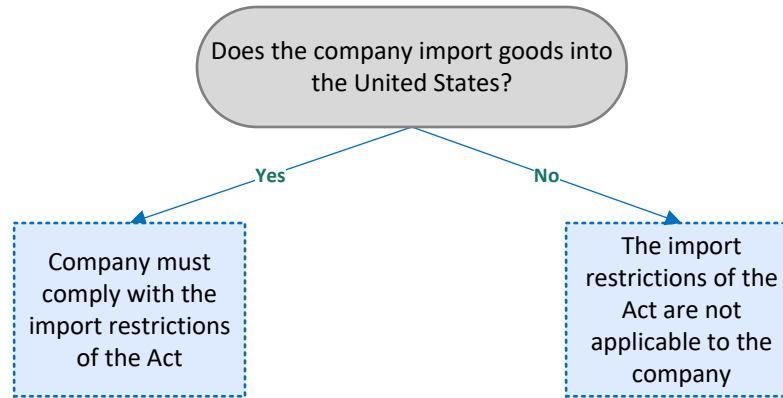 Does the company import goods into
the United States?
Yes
No
Company must
comply with the
import restrictions
of the Act
The import
restrictions of the
Act are not
applicable to the
company